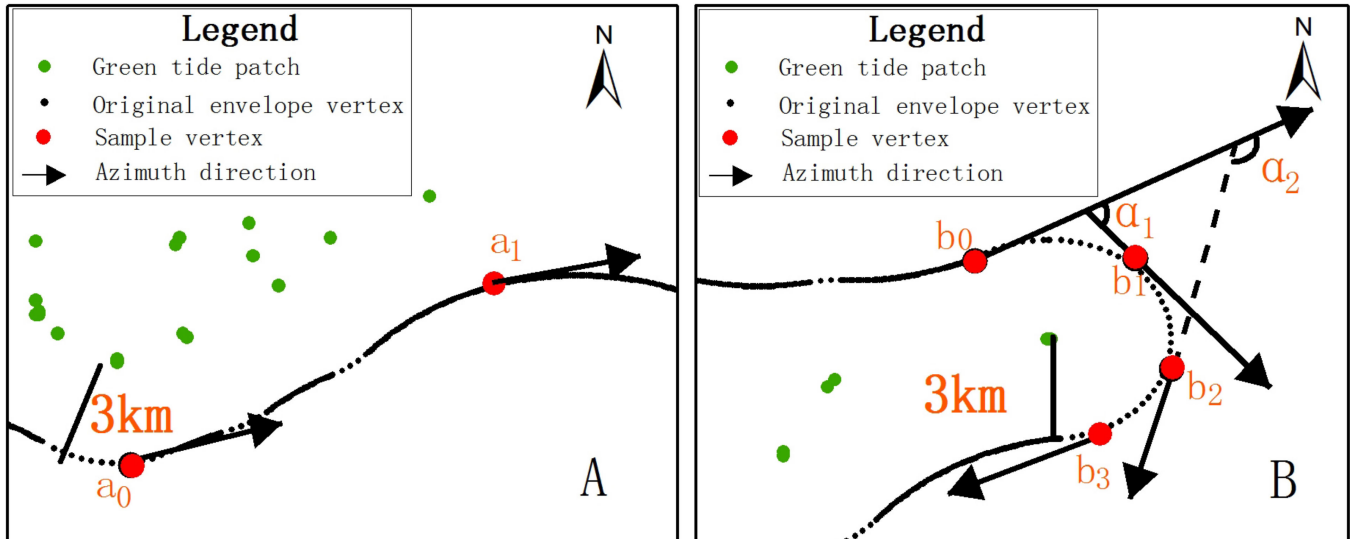 Legend
Green tide patch
Original envelope vertex
Sample vertex
Azimuth direction
N
a1
3km
a0
A
Legend
Green tide patch
Original envelope vertex
Sample vertex
Azimuth direction
N
α2
α1
b0
b1
3km
b2
b3
B